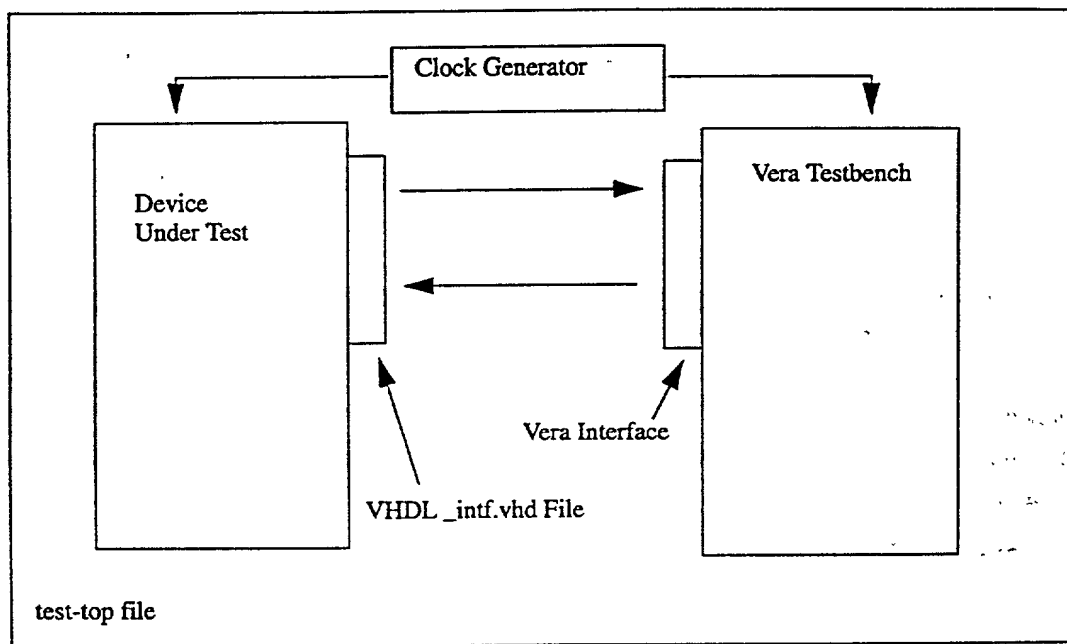 Clock Generator
Device
Under Test
Vera Testbench
Vera Interface
VHDL _intf.vhd File
test-top file